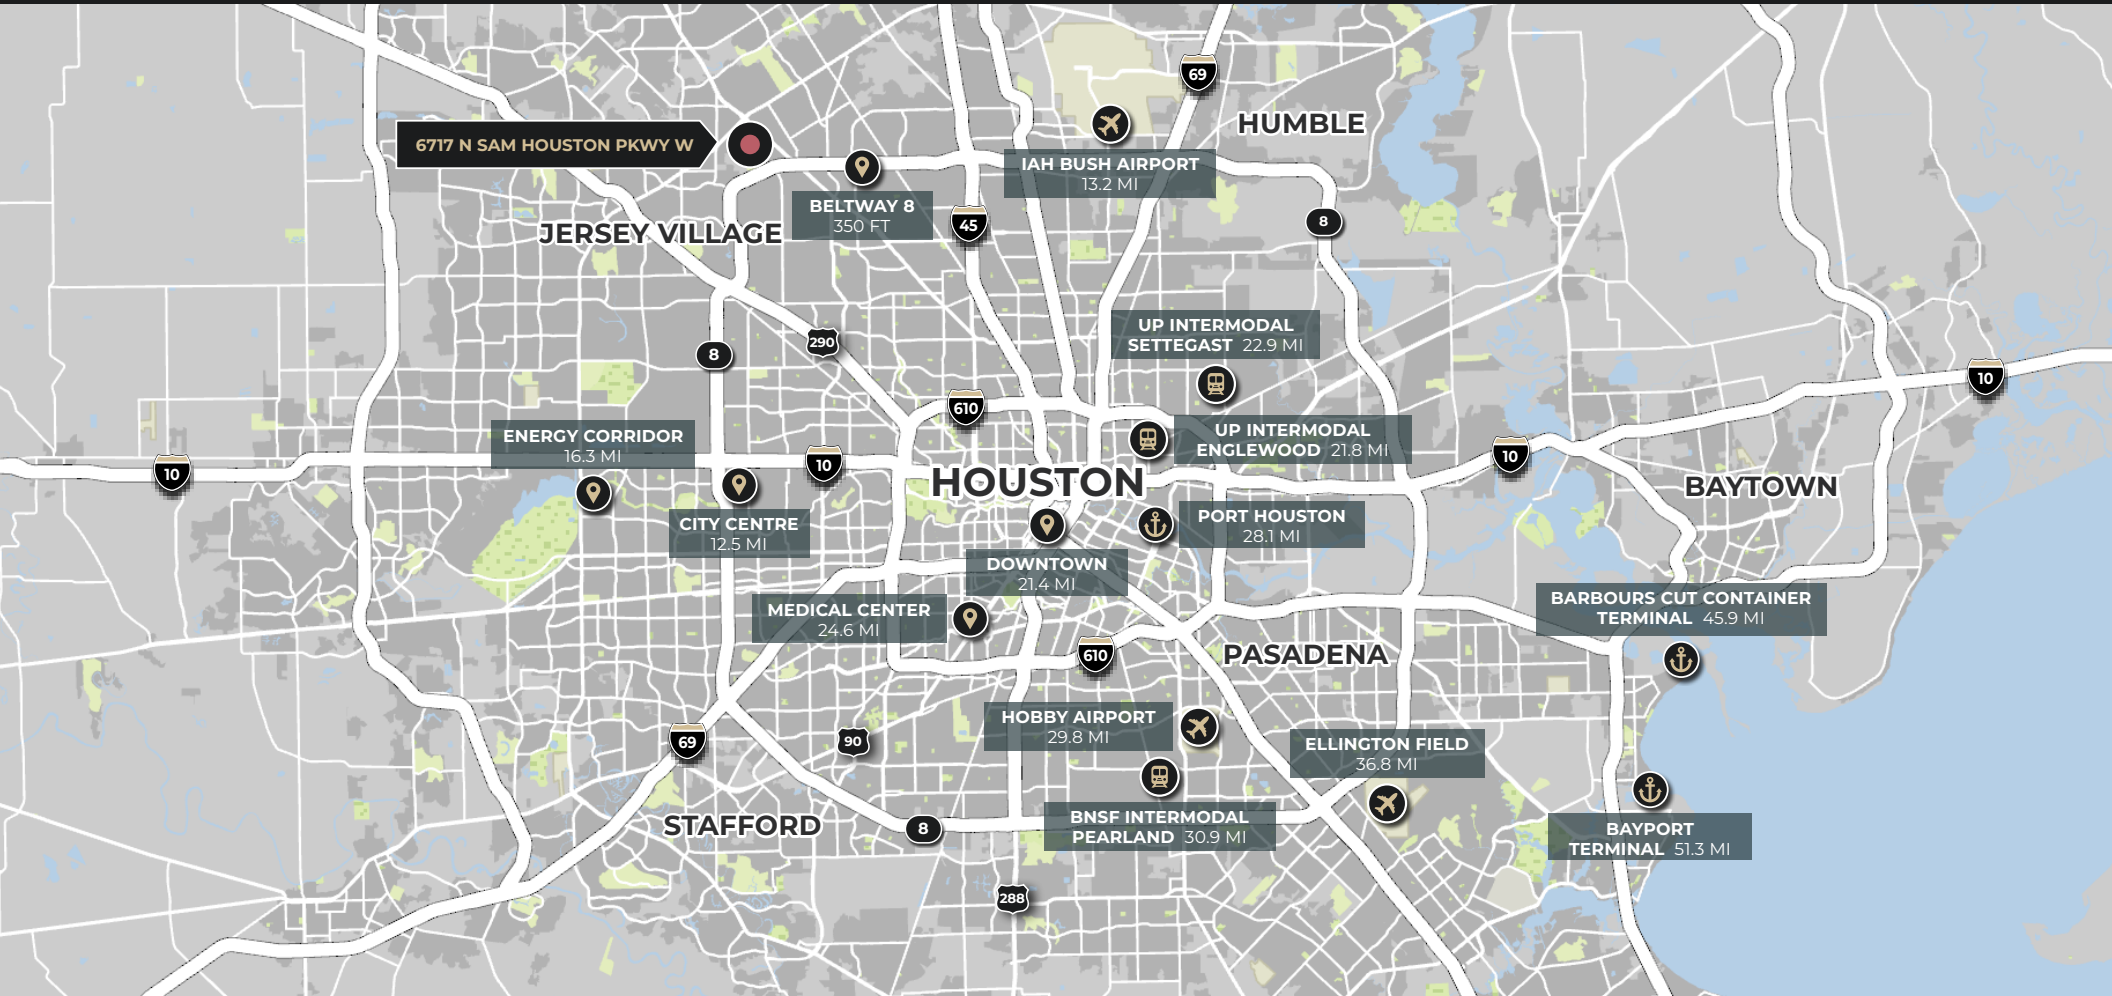 69
HUMBLE
6717 N SAM HOUSTON PKWY W
IAH BUSH AIRPORT
13.2 MI
BELTWAY 8
350 FT
45
8
JERSEY VILLAGE
UP INTERMODAL
SETTEGAST 22.9 MI
290
8
10
610
ENERGY CORRIDOR
16.3 MI
UP INTERMODAL
ENGLEWOOD 21.8 MI
10
10
10
HOUSTON
BAYTOWN
CITY CENTRE
12.5 MI
PORT HOUSTON
28.1 MI
DOWNTOWN
21.4 MI
MEDICAL CENTER
24.6 MI
BARBOURS CUT CONTAINER
TERMINAL 45.9 MI
610
PASADENA
HOBBY AIRPORT
29.8 MI
69
90
ELLINGTON FIELD
36.8 MI
STAFFORD
8
BNSF INTERMODAL
PEARLAND 30.9 MI
BAYPORT
TERMINAL 51.3 MI
288